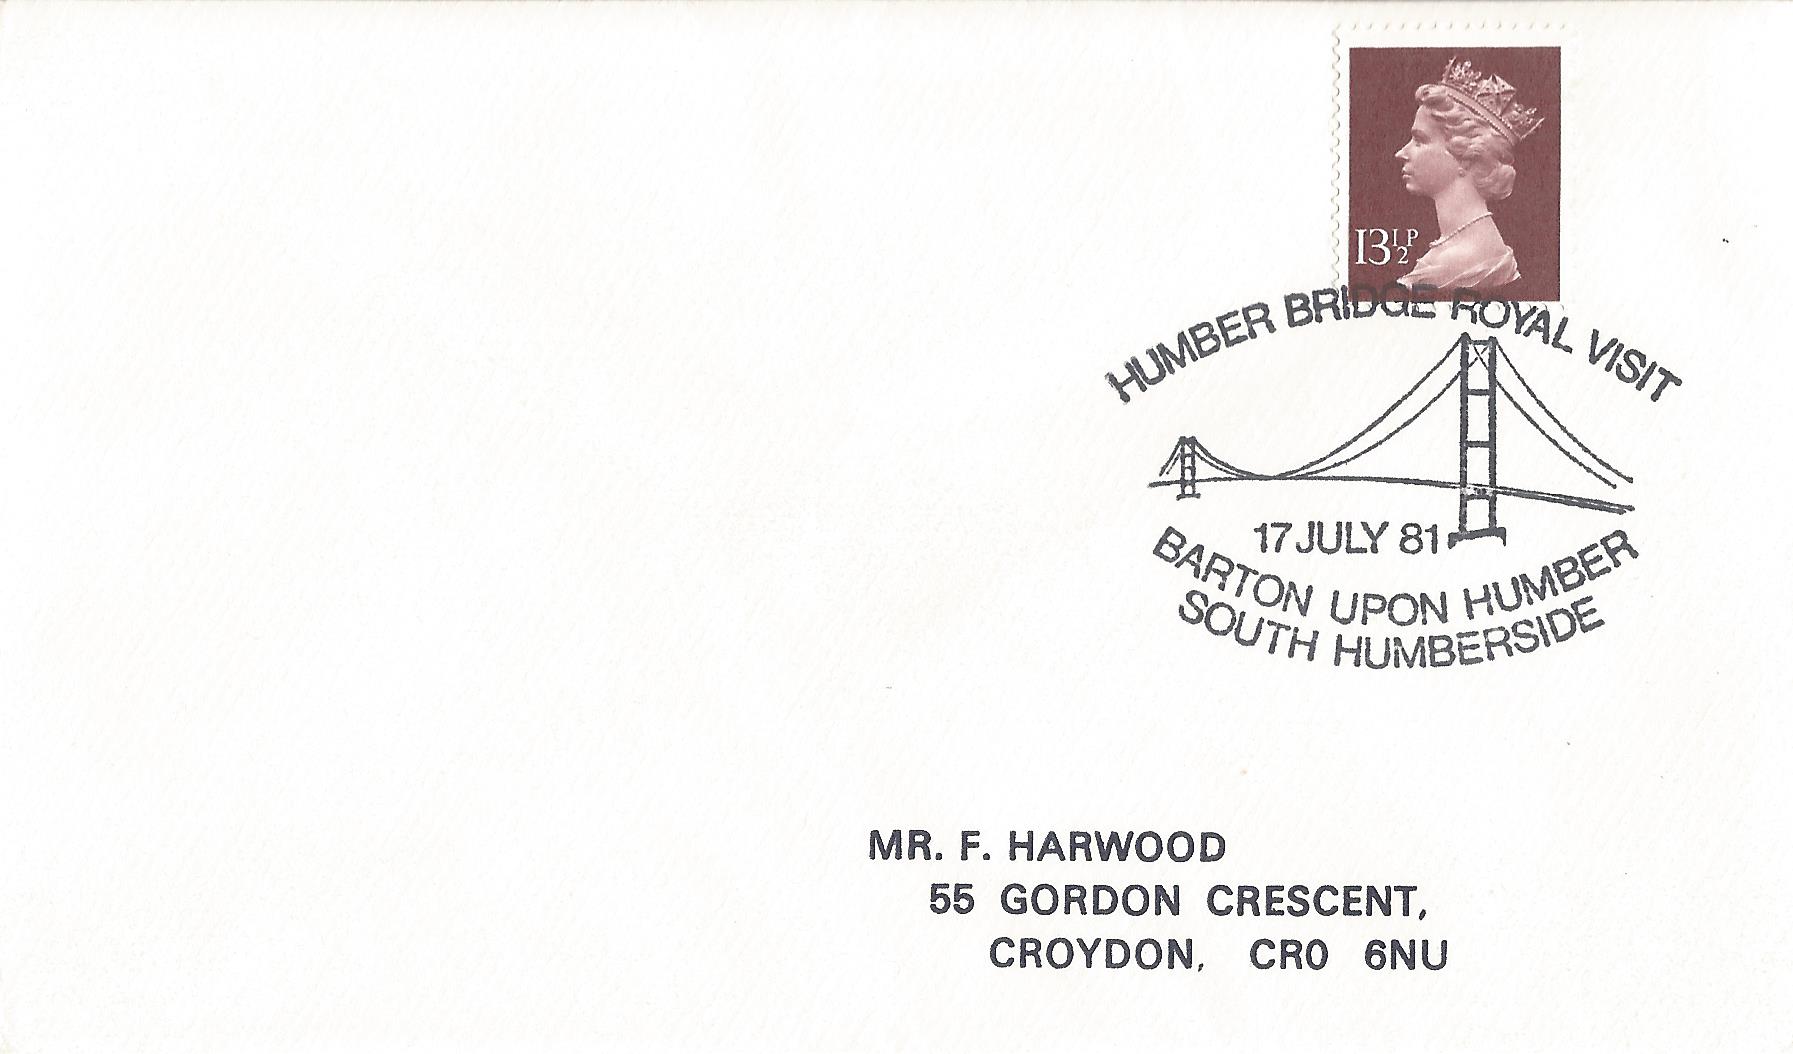 13½P
HUMBER BRIDGE ROYAL VISIT
17 JULY 81
BARTON UPON HUMBER
SOUTH HUMBERSIDE
MR. F. HARWOOD
55 GORDON CRESCENT,
CROYDON, CR0 6NU